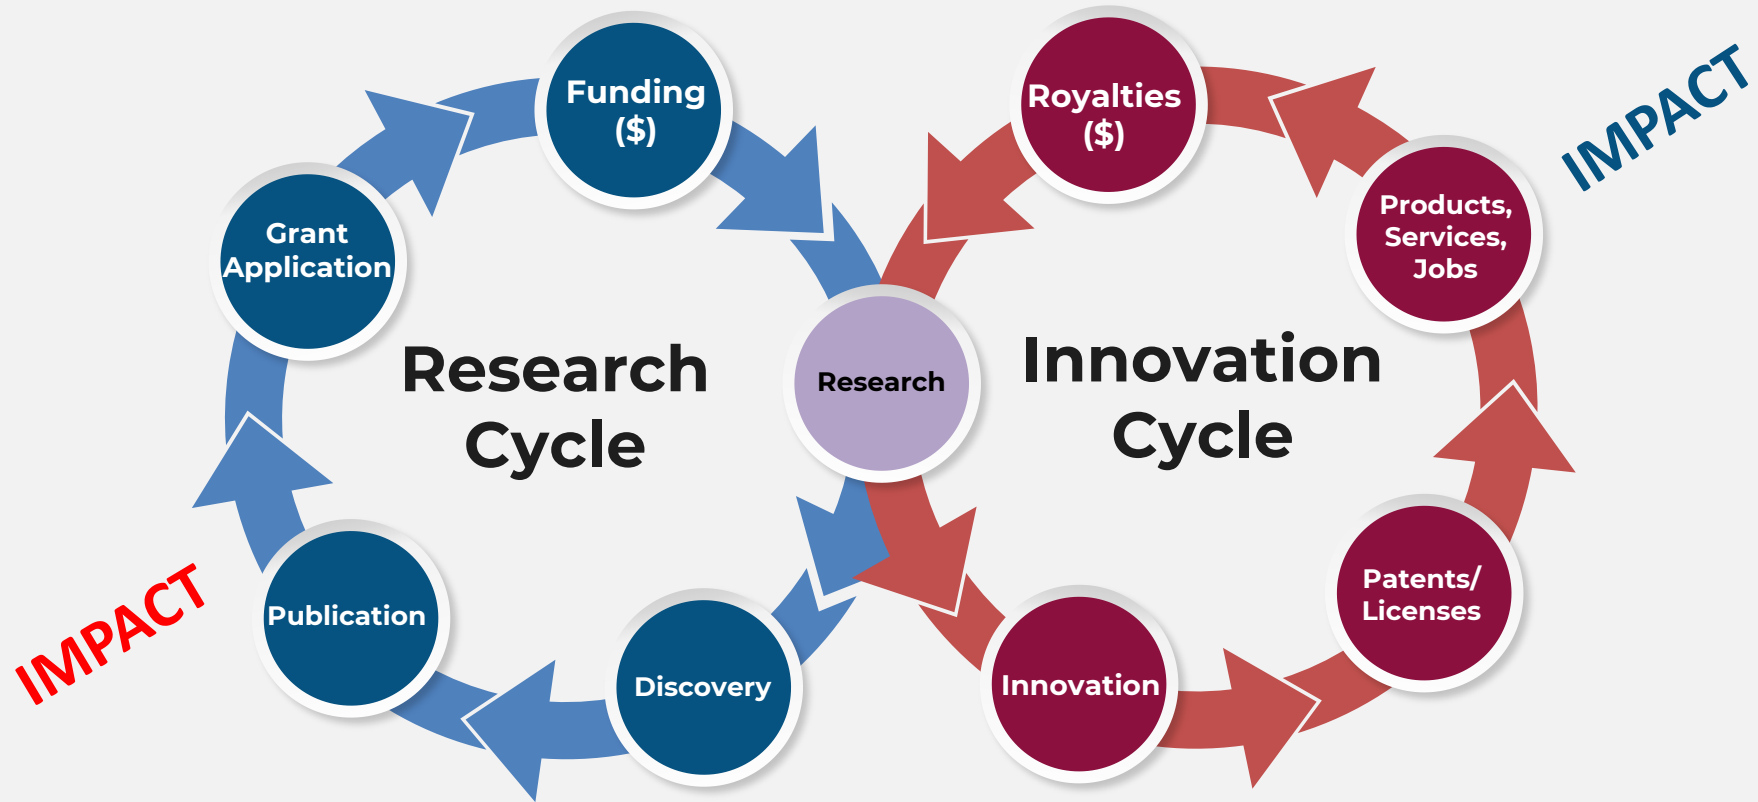 Funding
($)
Royalties
($)
IMPACT
Grant
Application
Products,
Services,
Jobs
Research
Cycle
Research
Innovation
Cycle
IMPACT
Publication
Discovery
Innovation
Patents/
Licenses